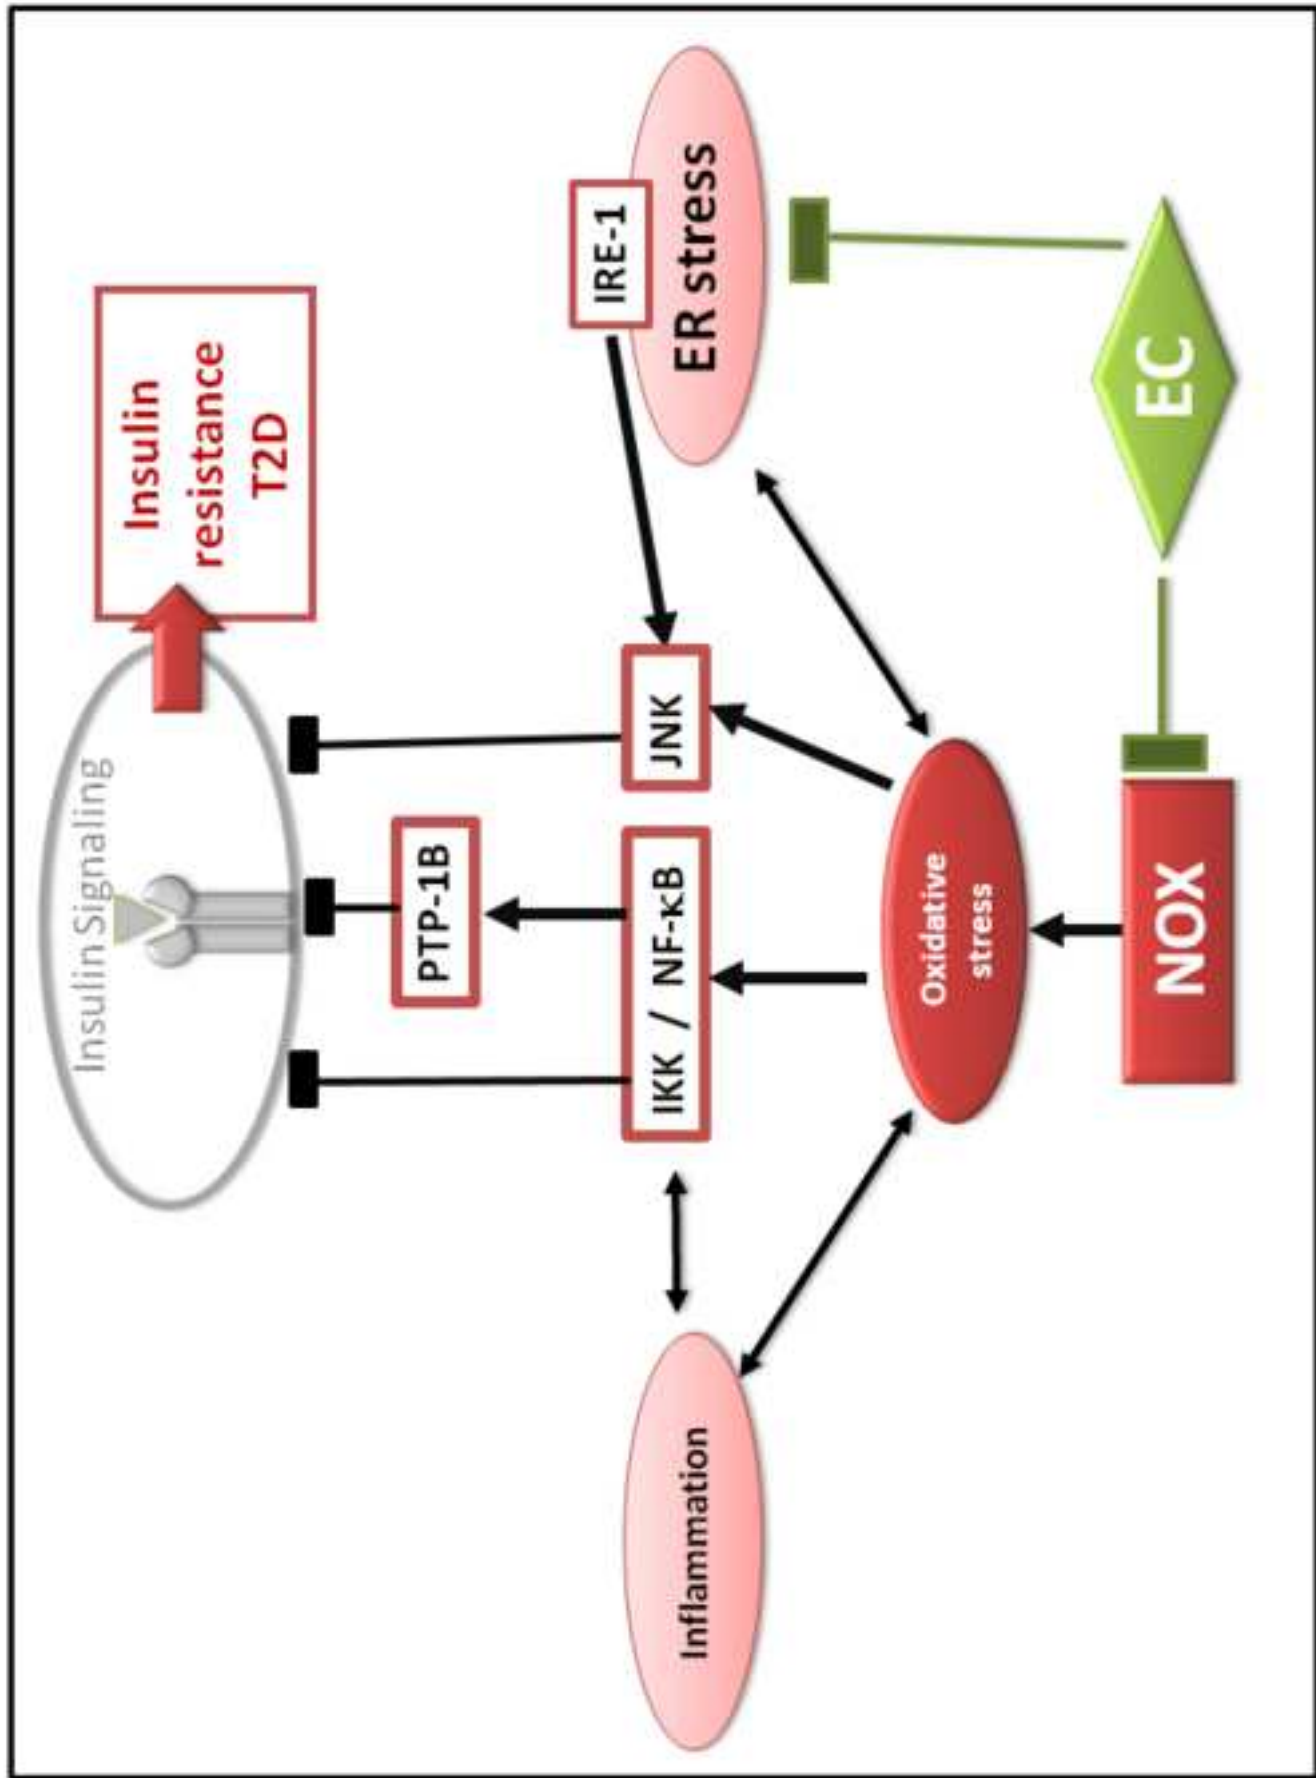 Insulin Signaling
Insulin
resistance
T2D
PTP-1B
Inflammation
IKK / NF-κB
JNK
IRE-1
ER stress
Oxidative
stress
NOX
EC